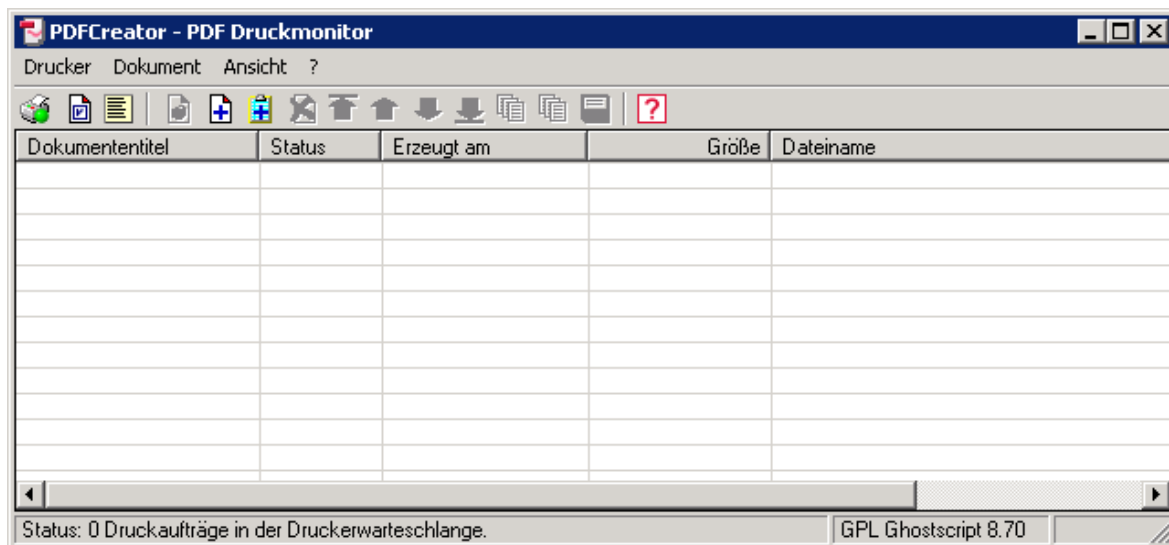 PDFCreator - PDF Druckmonitor
Drucker Dokument Ansicht ?
Dokumententitel Status Erzeugt am Größe Dateiname
Status: 0 Druckaufträge in der Druckerwarteschlange. GPL Ghostscript 8.70